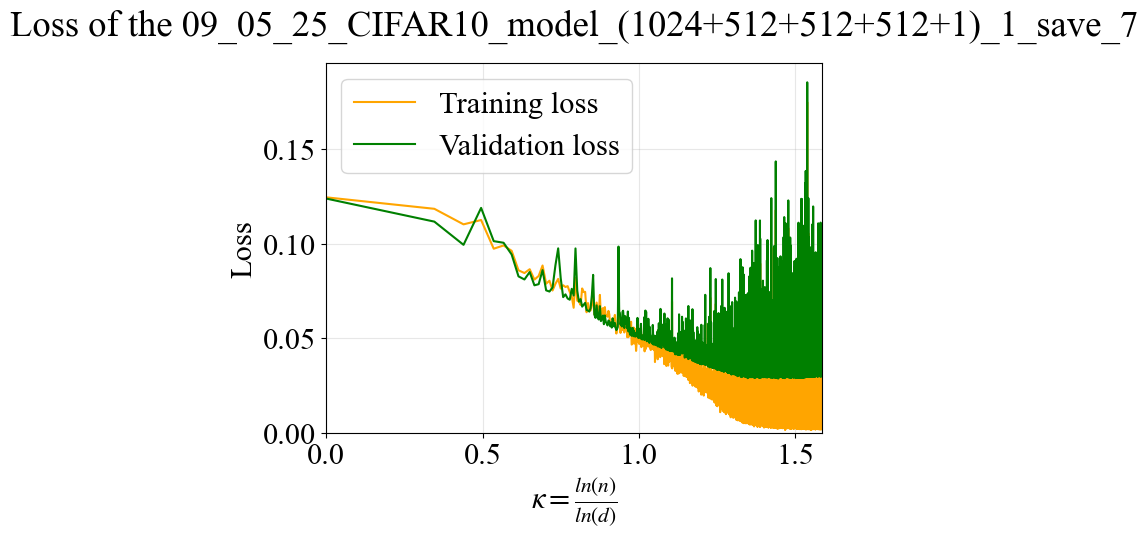 Loss of the 09_05_25_CIFAR10_model_(1024+512+512+512+1)_1_save_7
Training loss
Validation loss
Loss
0.15
0.10
0.05
0.00
0.0 0.5 1.0 1.5
κ = ln(n)/ln(d)